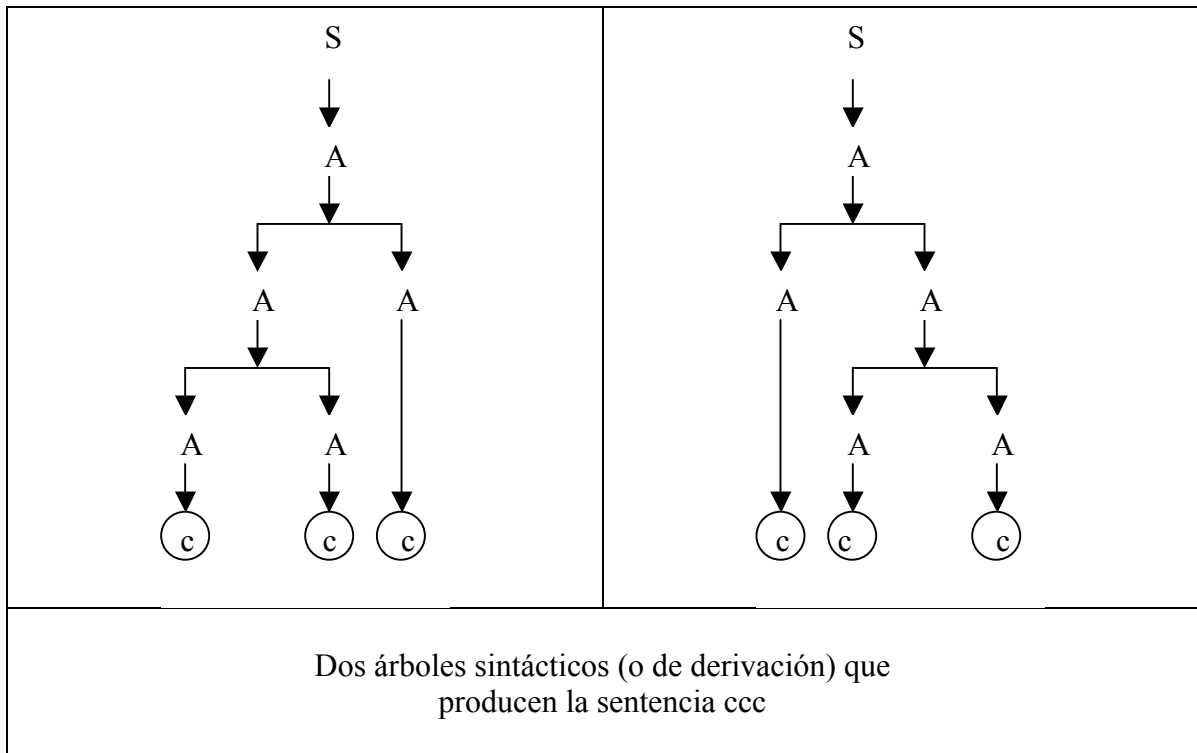 S S
A A
A A A A
A A A A
c c c c c c
Dos árboles sintácticos (o de derivación) que
producen la sentencia ccc